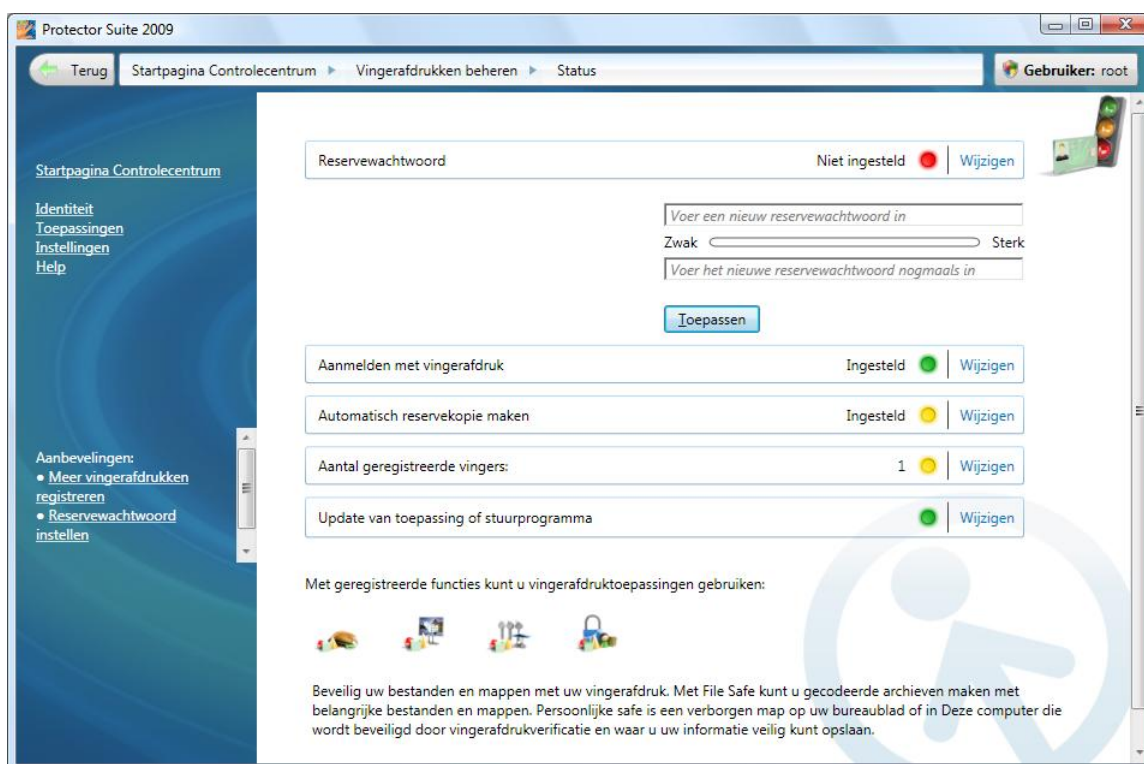 Protector Suite 2009
Terug
Startpagina Controlecentrum
Vingerafdrukken beheren
Status
Gebruiker: root
Startpagina Controlecentrum
Identiteit
Toepassingen
Instellingen
Help
Aanbevelingen:
• Meer vingerafdrukken
registreren
• Reservewachtwoord
instellen
Reservewachtwoord Niet ingesteld Wijzigen
Voer een nieuw reservewachtwoord in
Zwak Sterk
Voer het nieuwe reservewachtwoord nogmaals in
Toepassen
Aanmelden met vingerafdruk Ingesteld Wijzigen
Automatisch reservekopie maken Ingesteld Wijzigen
Aantal geregistreerde vingers: 1 Wijzigen
Update van toepassing of stuurprogramma Wijzigen
Met geregistreerde functies kunt u vingerafdruktoepassingen gebruiken:
Beveilig uw bestanden en mappen met uw vingerafdruk. Met File Safe kunt u gecodeerde archieven maken met
belangrijke bestanden en mappen. Persoonlijke safe is een verborgen map op uw bureaublad of in Deze computer die
wordt beveiligd door vingerafdrukverificatie en waar u uw informatie veilig kunt opslaan.